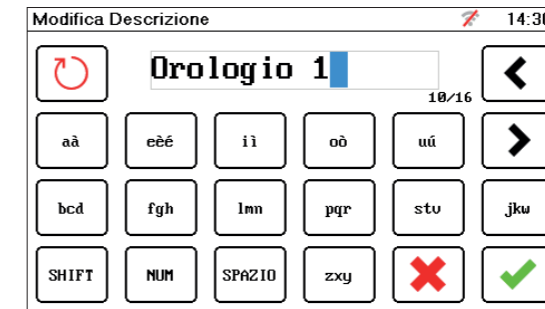 Modifica Descrizione 14:30
Orologio 1
10/16
aà eèé iì oò uú
bcd fgh lmn pqr stv jkw
SHIFT NUM SPAZIO zxy